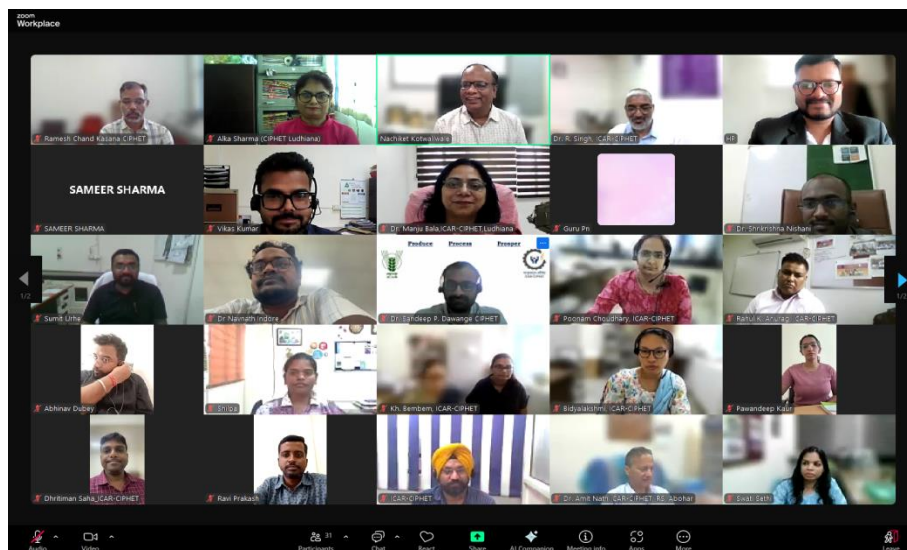 zoom
Workplace
Ramesh Chand Kasana CIPHET
Alka Sharma (CIPHET Ludhiana)
Nachiket Kotwaliwale
Dr. R. Singh, ICAR-CIPHET
HP
SAMEER SHARMA
SAMEER SHARMA
Vikas Kumar
Dr. Manju Bala,ICAR-CIPHET,Ludhiana
Guru Pn
Dr. Shrikrishna Nishani
1/2
Produce Process Prosper
1/2
Sumit Urhe
Dr Navnath Indore
Dr. Sandeep P. Dawange CIPHET
Poonam Choudhary, ICAR-CIPHET
Rahul K. Anuragi, ICAR-CIPHET
Abhinav Dubey
Shilpa
Kh. Bembem, ICAR-CIPHET
Bidyalakshmi, ICAR-CIPHET
Pawandeep Kaur
Dhritiman Saha,ICAR-CIPHET
Ravi Prakash
ICAR-CIPHET
Dr. Amit Nath, ICAR-CIPHET, RS, Abohar
Swati Sethi
Audio
Video
31
Participants
Chat
React
Share
AI Companion
Meeting info
Apps
More
Leave